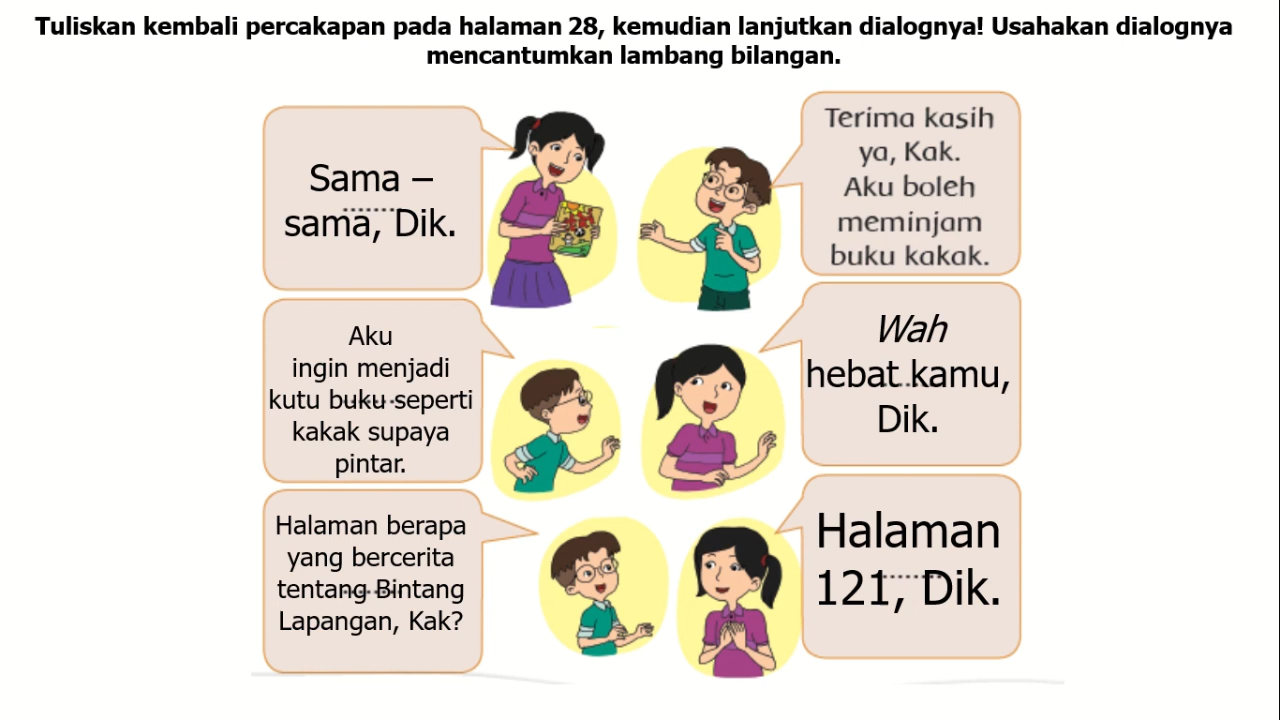 Tuliskan kembali percakapan pada halaman 28, kemudian lanjutkan dialognya! Usahakan dialognya
mencantumkan lambang bilangan.
Sama –
sama, Dik.
Terima kasih
ya, Kak.
Aku boleh
meminjam
buku kakak.
Aku
ingin menjadi
kutu buku seperti
kakak supaya
pintar.
Wah
hebat kamu,
Dik.
Halaman berapa
yang bercerita
tentang Bintang
Lapangan, Kak?
Halaman
121, Dik.